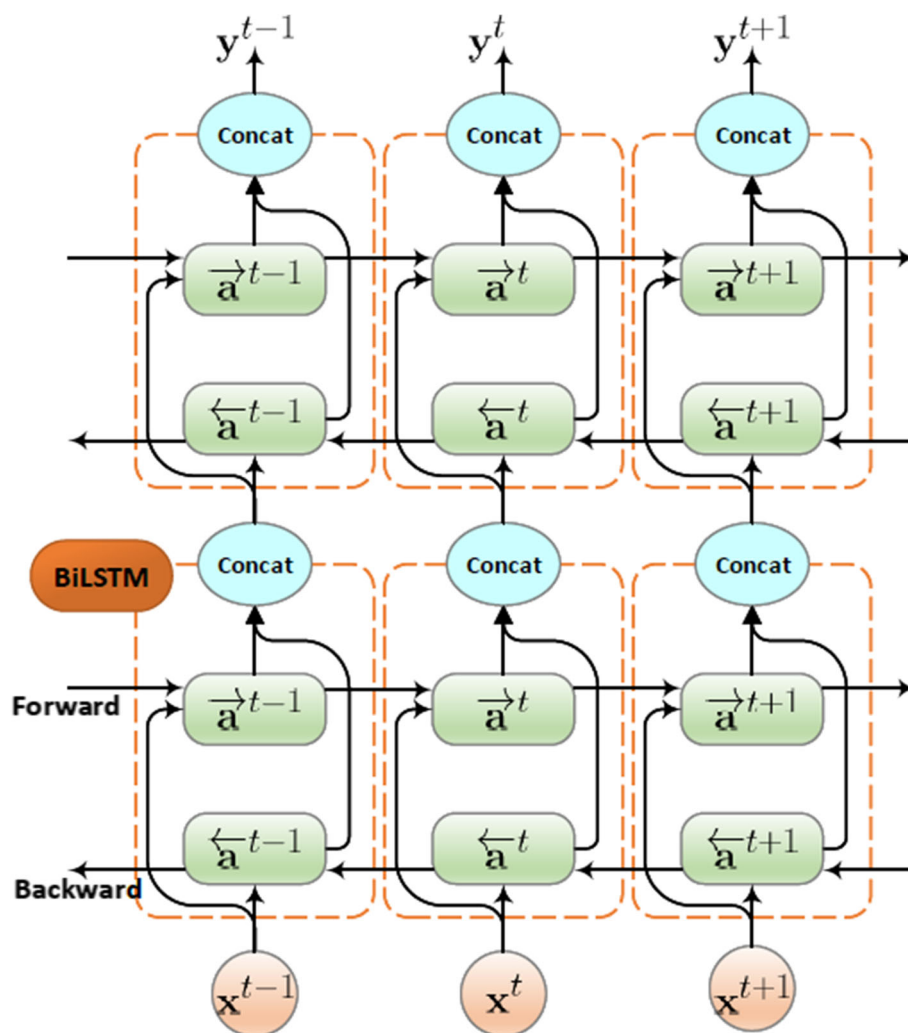 y^{t-1} y^{t} y^{t+1}
Concat Concat Concat
→a^{t-1} →a^{t} →a^{t+1}
←a^{t-1} ←a^{t} ←a^{t+1}
BiLSTM Concat Concat Concat
Forward →a^{t-1} →a^{t} →a^{t+1}
Backward ←a^{t-1} ←a^{t} ←a^{t+1}
x^{t-1} x^{t} x^{t+1}